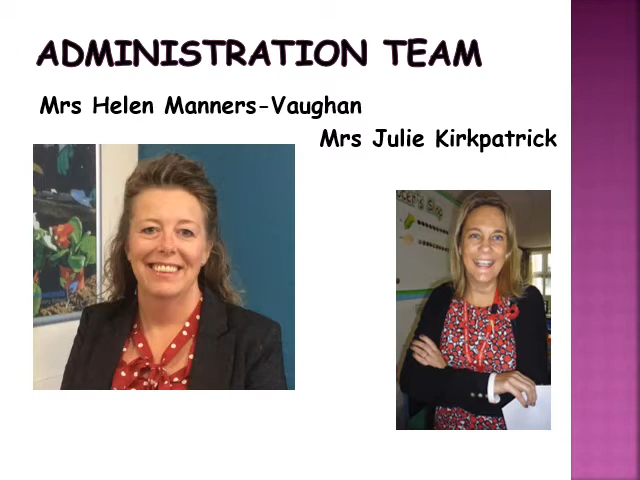 ADMINISTRATION TEAM
Mrs Helen Manners-Vaughan
Mrs Julie Kirkpatrick